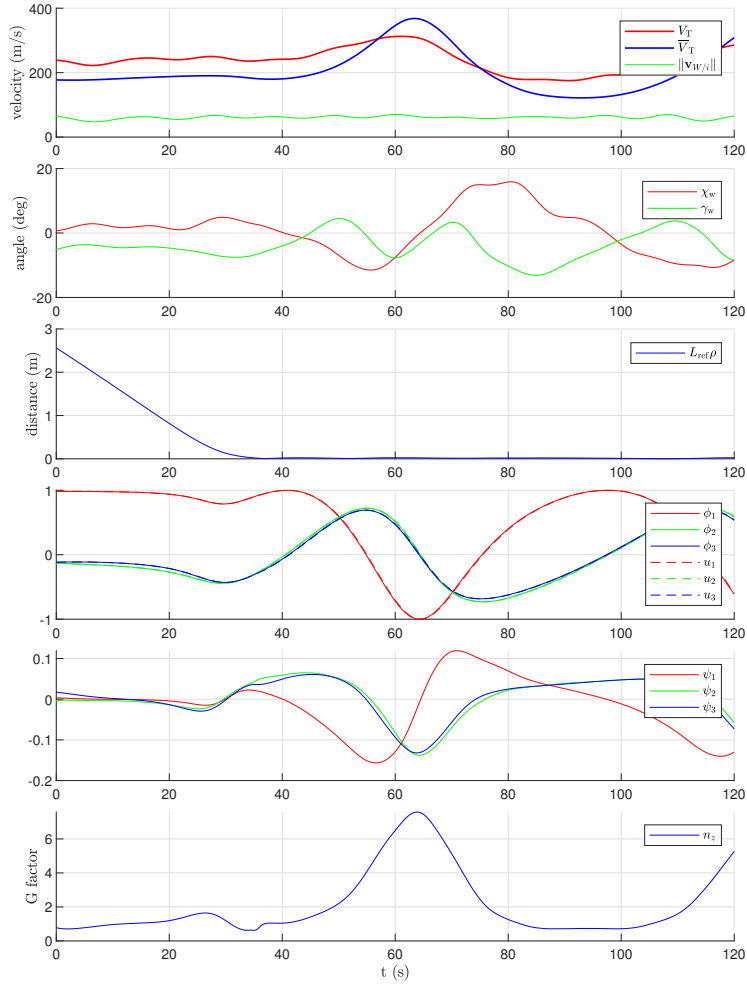 400
200
0
velocity (m/s)
V_T
V̅_T
‖v_{W/i}‖
0 20 40 60 80 100 120
20
0
-20
angle (deg)
χ_w
γ_w
0 20 40 60 80 100 120
3
2
1
0
distance (m)
L_ref ρ
0 20 40 60 80 100 120
1
0
-1
ϕ_1
ϕ_2
ϕ_3
u_1
u_2
u_3
0 20 40 60 80 100 120
0.1
0
-0.1
-0.2
ψ_1
ψ_2
ψ_3
0 20 40 60 80 100 120
6
4
2
0
G factor
n_z
0 20 40 60 80 100 120
t (s)